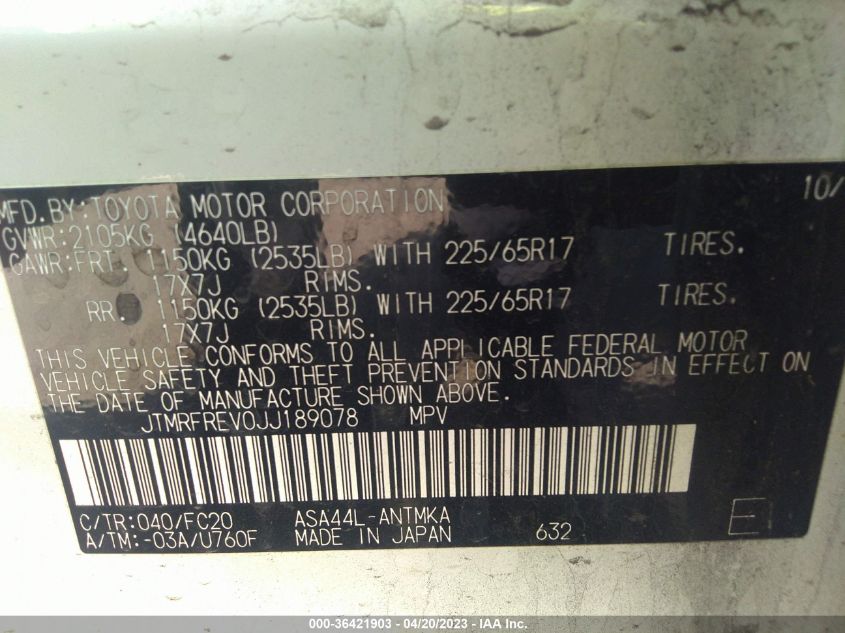 MFD.BY:TOYOTA MOTOR CORPORATION 10/
GVWR:2105KG (4640LB)
GAWR:FRT. 1150KG (2535LB) WITH 225/65R17 TIRES.
17X7J RIMS.
RR. 1150KG (2535LB) WITH 225/65R17 TIRES.
17X7J RIMS.
THIS VEHICLE CONFORMS TO ALL APPLICABLE FEDERAL MOTOR
VEHICLE SAFETY AND THEFT PREVENTION STANDARDS IN EFFECT ON
THE DATE OF MANUFACTURE SHOWN ABOVE.
JTMRFREV0JJ189078 MPV
C/TR:040/FC20 ASA44L-ANTMKA
A/TM:-03A/U760F MADE IN JAPAN 632 E
000-36421903 - 04/20/2023 - IAA Inc.